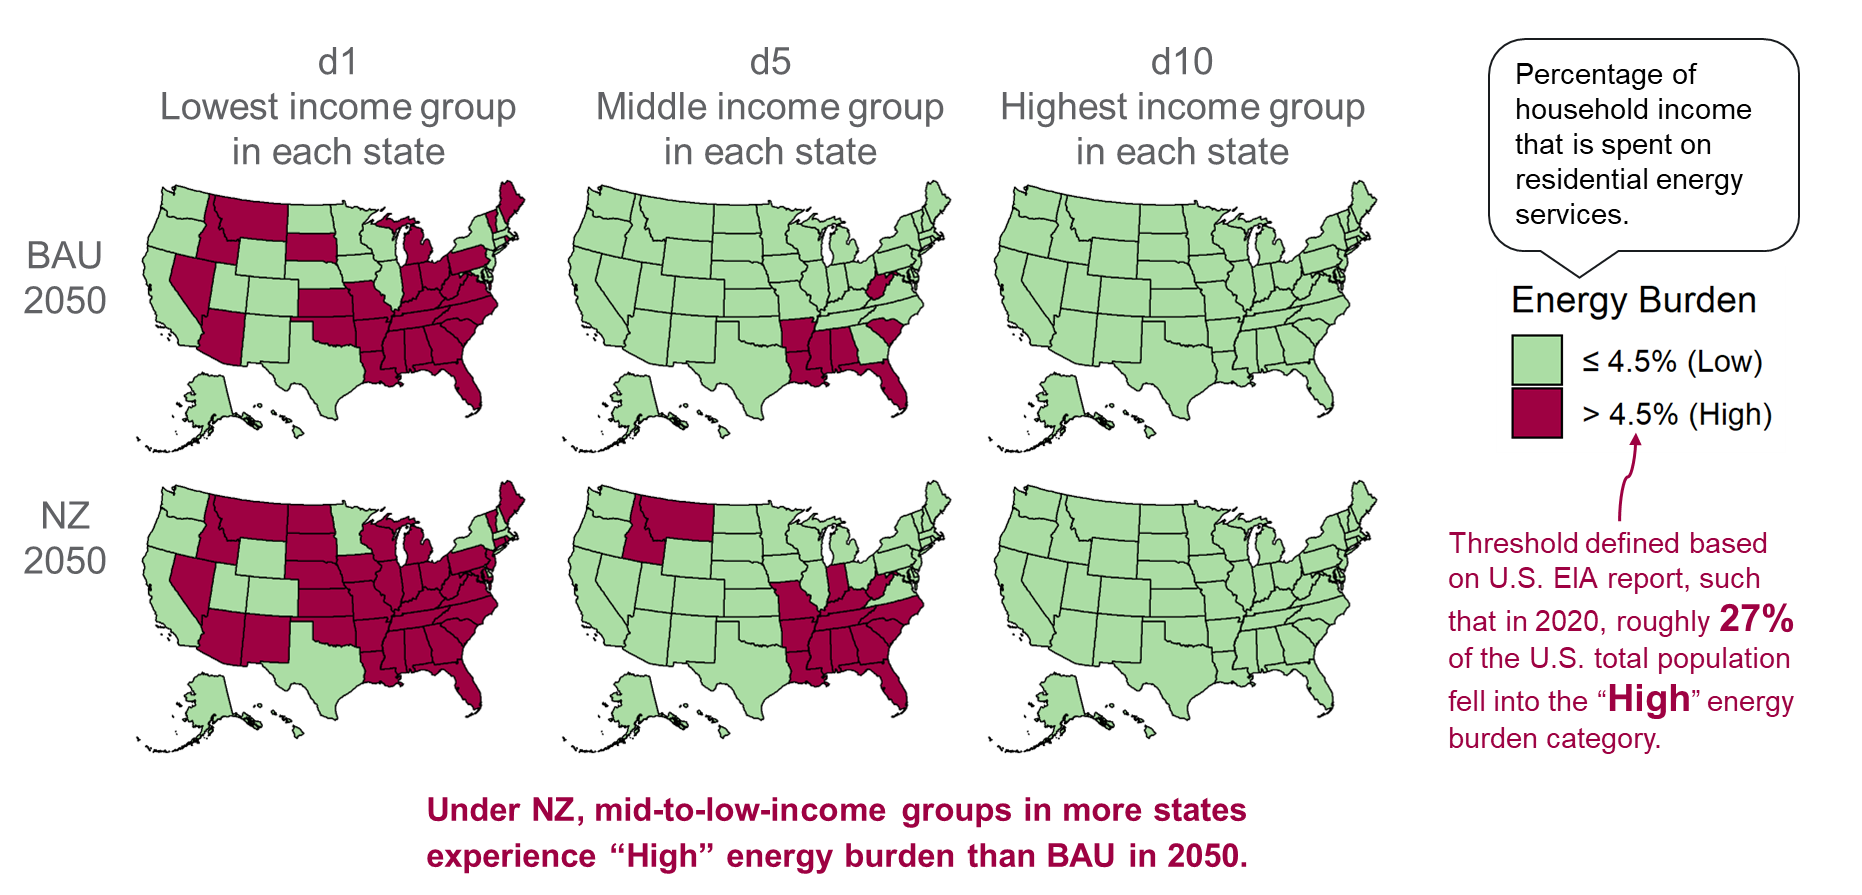 d1
Lowest income group
in each state
d5
Middle income group
in each state
d10
Highest income group
in each state
Percentage of
household income
that is spent on
residential energy
services.
BAU
2050
Energy Burden
≤ 4.5% (Low)
> 4.5% (High)
NZ
2050
Threshold defined based
on U.S. EIA report, such
that in 2020, roughly 27%
of the U.S. total population
fell into the “High” energy
burden category.
Under NZ, mid-to-low-income groups in more states
experience “High” energy burden than BAU in 2050.